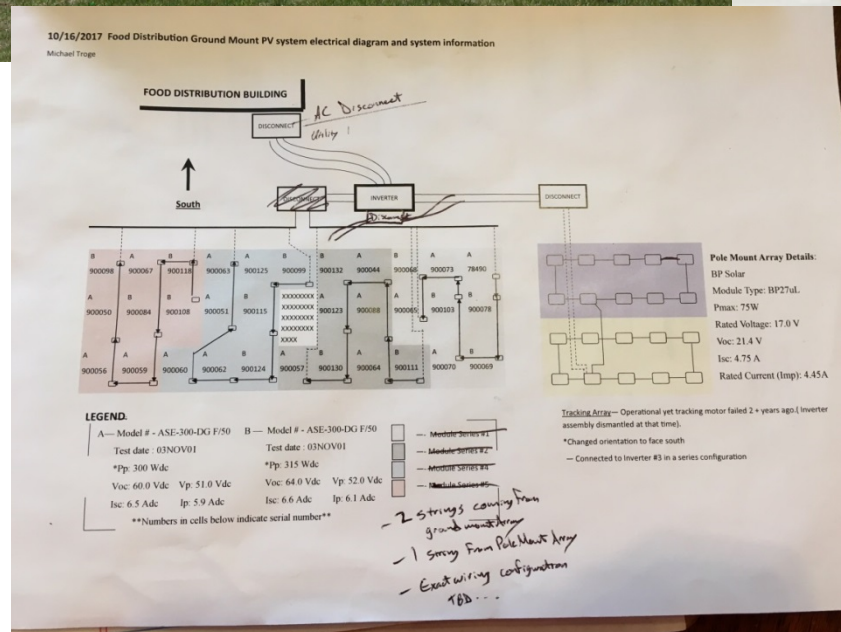 10/16/2017 Food Distribution Ground Mount PV system electrical diagram and system information
Michael Troge
FOOD DISTRIBUTION BUILDING
DISCONNECT
AC Disconnect
Utility
South
DISCONNECT
INVERTER
DISCONNECT
B A B A A B B A B A A
900098 900067 900118 900063 900125 900099 900132 900044 900068 900073 78490
XXXXXXXX
XXXXXXXX
XXXXXXXX
XXXXXXXX
XXXX
A B B A B A A A B B
900050 900084 900108 900051 900115 900123 900088 900065 900103 900078
A A A A B A B A B A B
900056 900059 900060 900062 900124 900057 900130 900064 900111 900070 900069
Pole Mount Array Details:
BP Solar
Module Type: BP27uL
Pmax: 75W
Rated Voltage: 17.0 V
Voc: 21.4 V
Isc: 4.75 A
Rated Current (Imp): 4.45A
Tracking Array— Operational yet tracking motor failed 2 + years ago.( Inverter
assembly dismantled at that time).
*Changed orientation to face south
— Connected to Inverter #3 in a series configuration
LEGEND.
A— Model # - ASE-300-DG F/50
Test date : 03NOV01
*Pp: 300 Wdc
Voc: 60.0 Vdc Vp: 51.0 Vdc
Isc: 6.5 Adc Ip: 5.9 Adc
B — Model # - ASE-300-DG F/50
Test date: 03NOV01
*Pp: 315 Wdc
Voc: 64.0 Vdc Vp: 52.0 Vdc
Isc: 6.6 Adc Ip: 6.1 Adc
**Numbers in cells below indicate serial number**
— Module Series #1
— Module Series #2
— Module Series #4
— Module Series #5
- 2 strings coming from
ground mount Array
- 1 string From Pole Mount Array
- Exact wiring configuration
TBD...